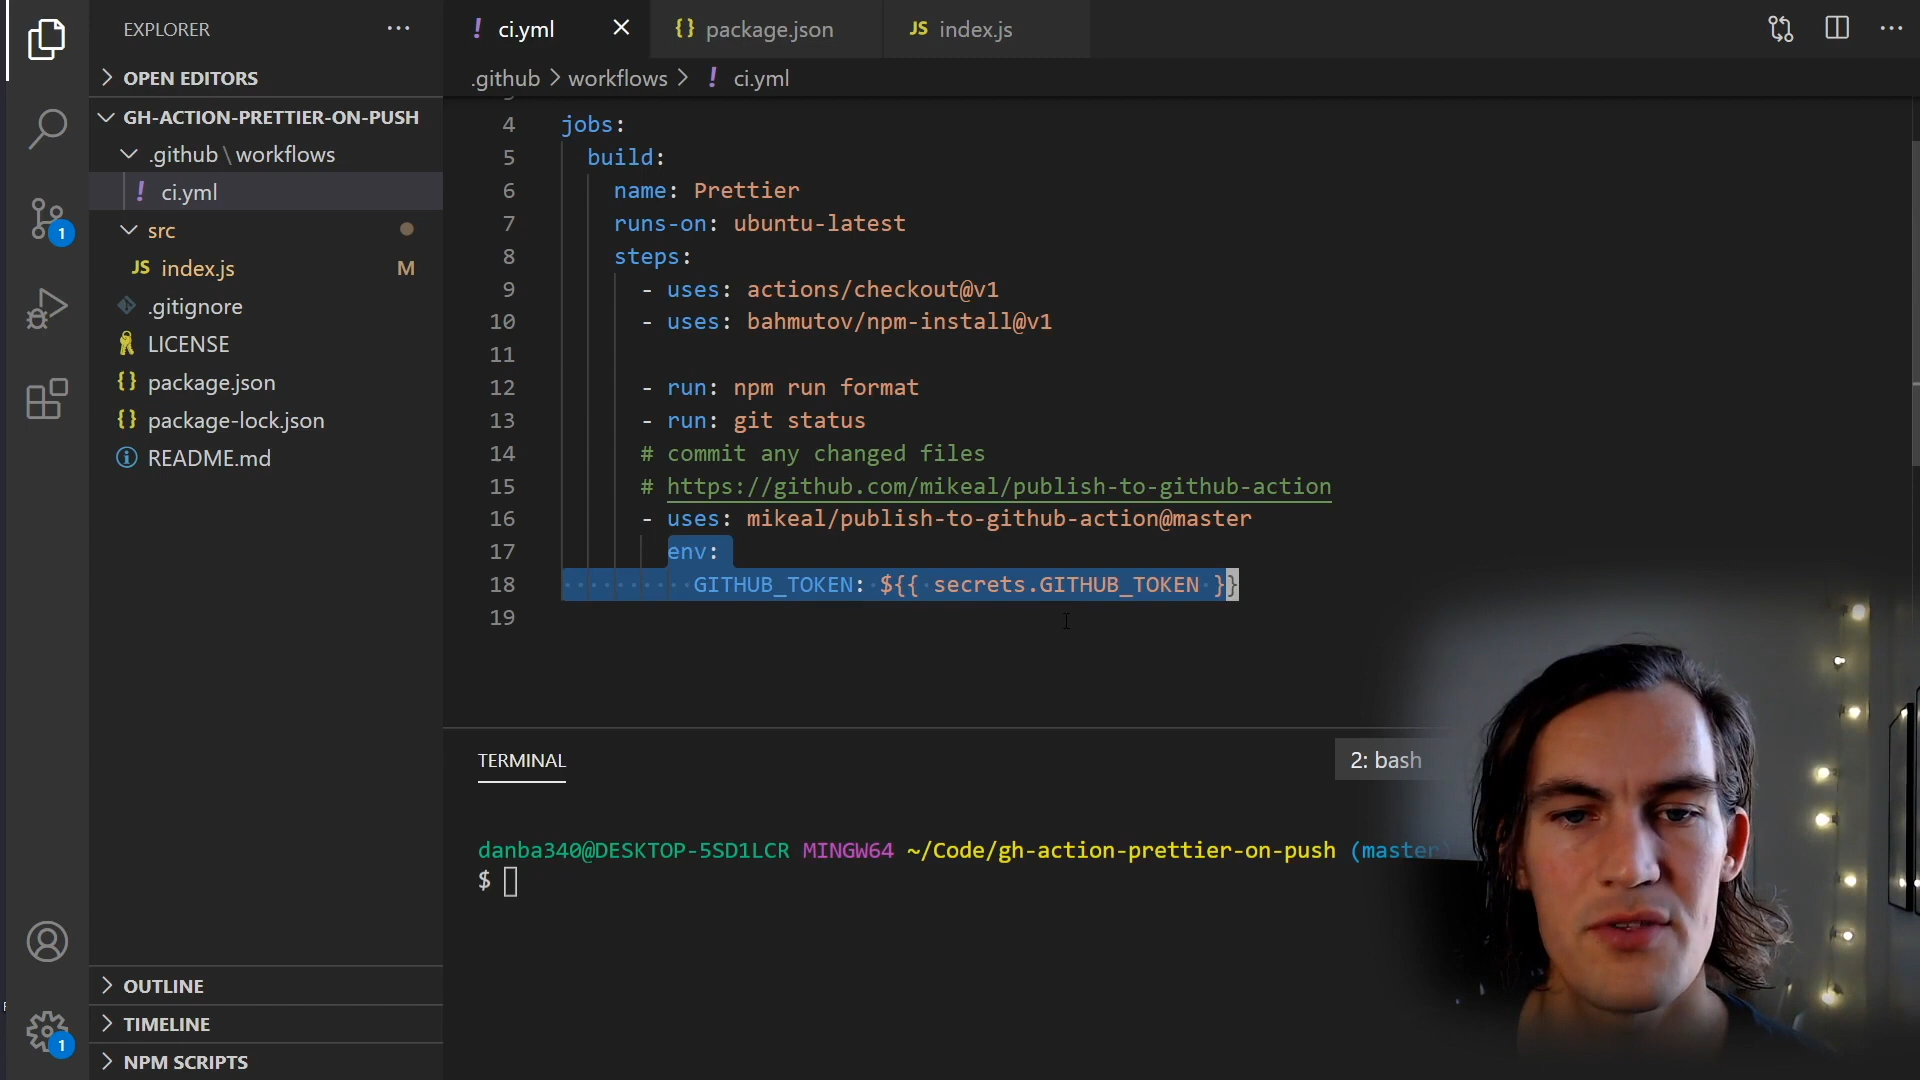 EXPLORER
OPEN EDITORS
GH-ACTION-PRETTIER-ON-PUSH
.github \ workflows
! ci.yml
src
JS index.js M
.gitignore
LICENSE
{} package.json
{} package-lock.json
README.md
OUTLINE
TIMELINE
NPM SCRIPTS
1
1
! ci.yml
{} package.json
JS index.js
.github > workflows > ! ci.yml
4 jobs:
5 build:
6 name: Prettier
7 runs-on: ubuntu-latest
8 steps:
9 - uses: actions/checkout@v1
10 - uses: bahmutov/npm-install@v1
11
12 - run: npm run format
13 - run: git status
14 # commit any changed files
15 # https://github.com/mikeal/publish-to-github-action
16 - uses: mikeal/publish-to-github-action@master
17 env:
18 GITHUB_TOKEN: ${{ secrets.GITHUB_TOKEN }}
19
TERMINAL
2: bash
danba340@DESKTOP-5SD1LCR MINGW64 ~/Code/gh-action-prettier-on-push (master)
$